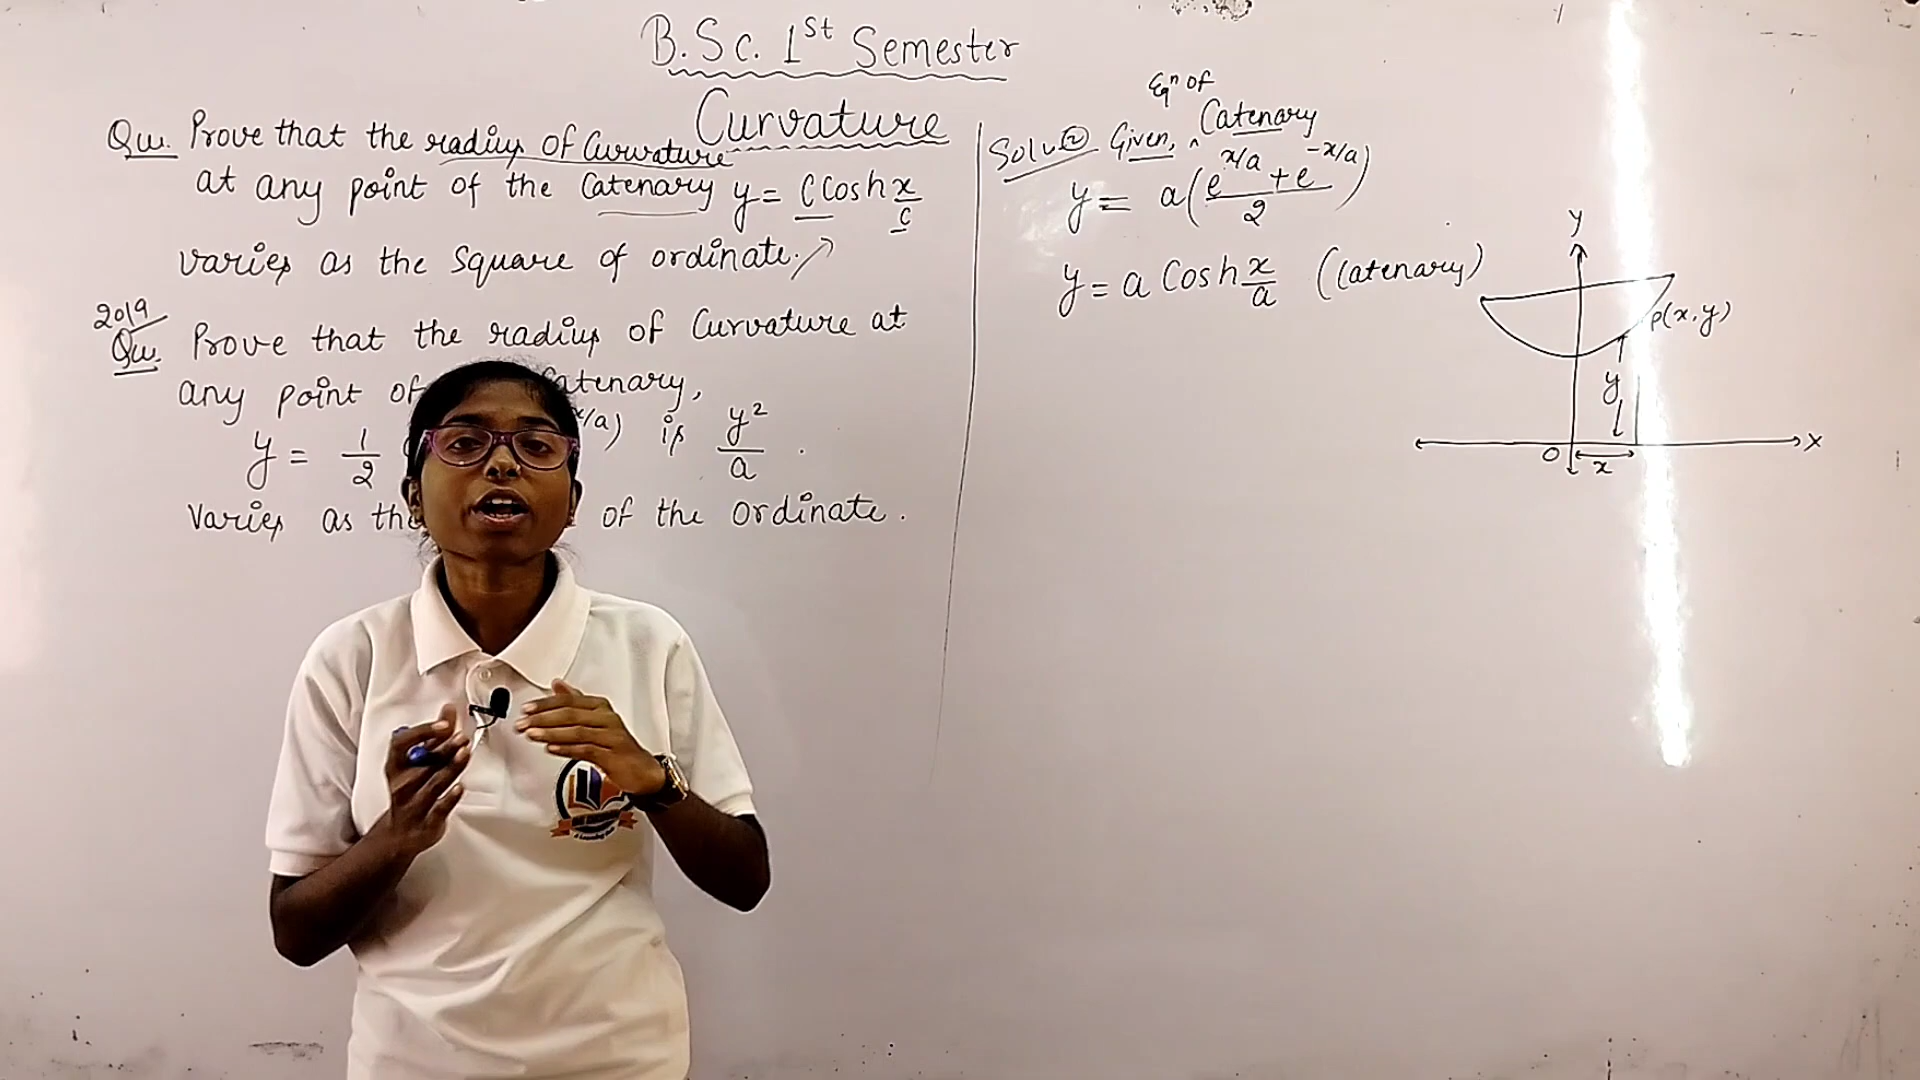 B.Sc. 1st Semester
Curvature
Qu. Prove that the radius of Curvature
at any point of the Catenary y = C Cosh x/c
varies as the square of ordinate.
2019
Qu. Prove that the radius of Curvature at
any point of atenary,
y = 1/2 x/a) is y²/a .
Varies as the of the ordinate.
Eqn of
Solu② Given, ^ Catenary
y = a(e^x/a + e^-x/a)/2
y = a Cosh x/a (Catenary)
y
P(x, y)
y
O x X